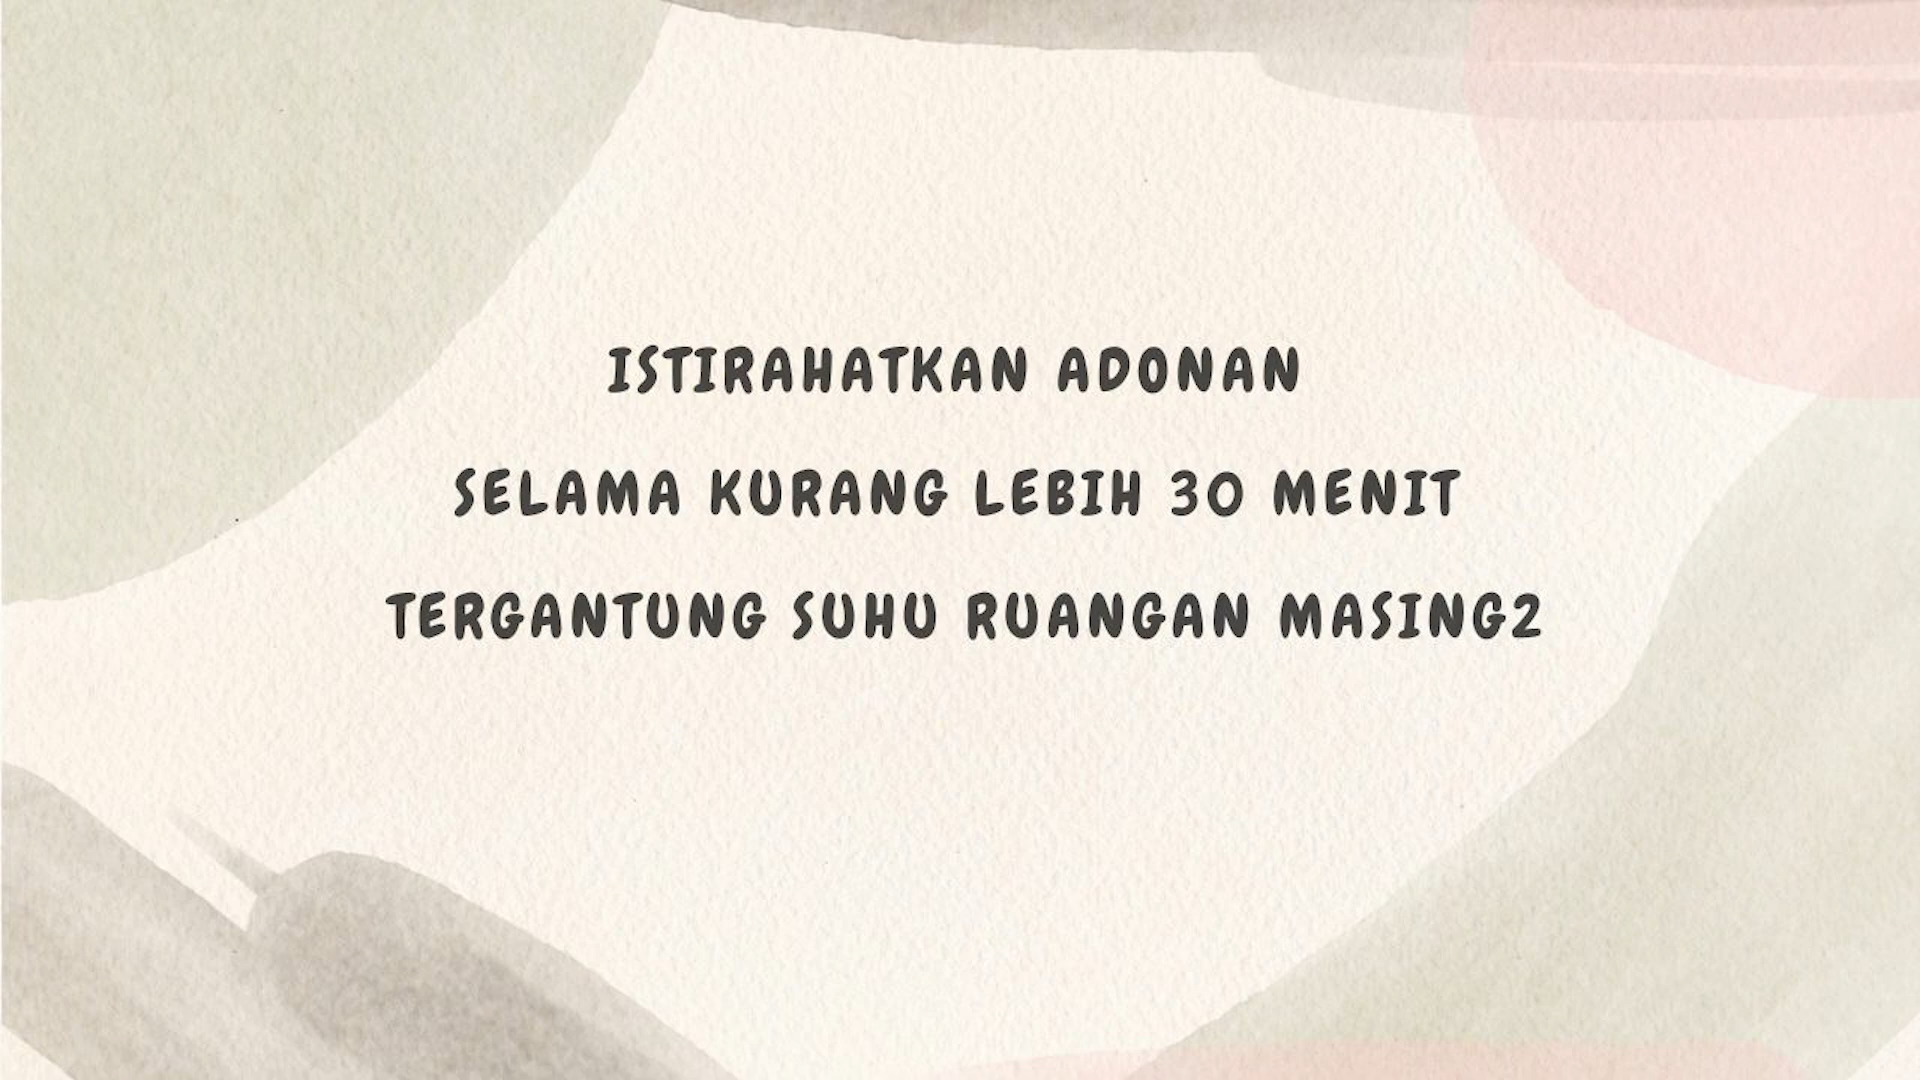 ISTIRAHATKAN ADONAN
SELAMA KURANG LEBIH 30 MENIT
TERGANTUNG SUHU RUANGAN MASING2